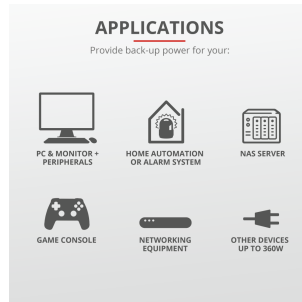 APPLICATIONS
Provide back-up power for your:
PC & MONITOR +
PERIPHERALS
HOME AUTOMATION
OR ALARM SYSTEM
NAS SERVER
GAME CONSOLE
NETWORKING
EQUIPMENT
OTHER DEVICES
UP TO 360W